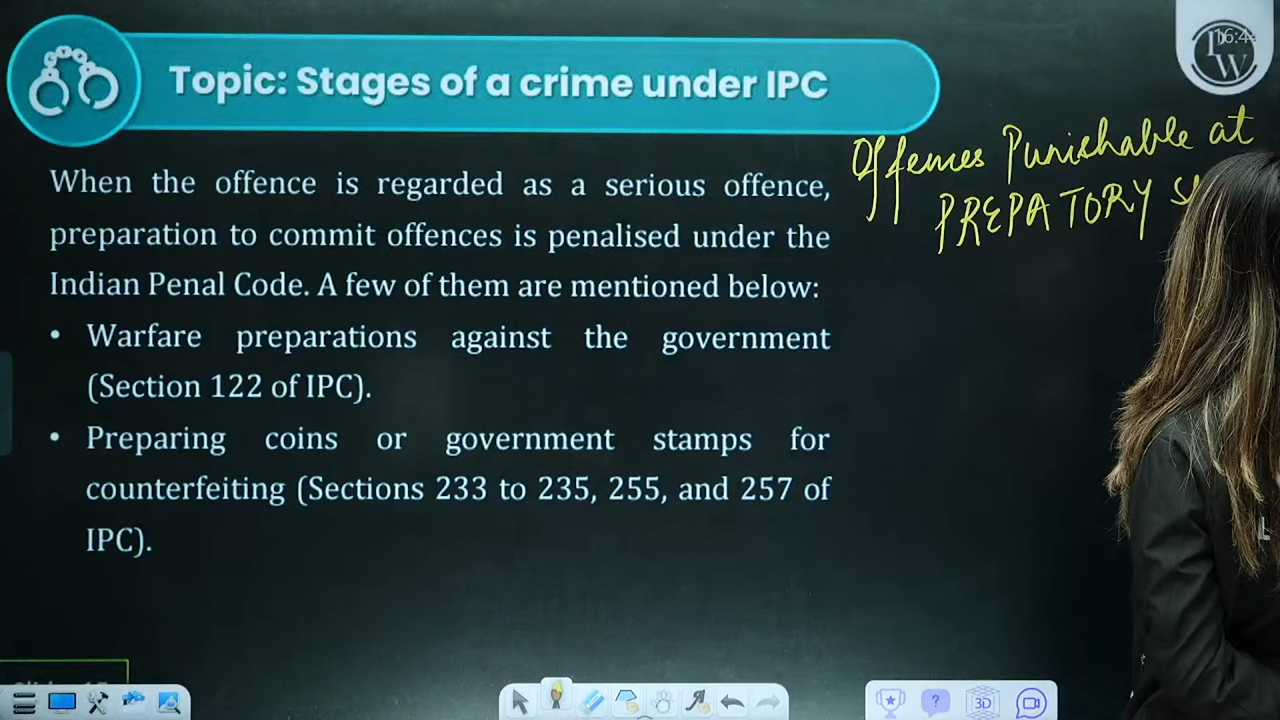 Topic: Stages of a crime under IPC
16:44
Offences Punishable at
PREPATORY
When the offence is regarded as a serious offence,
preparation to commit offences is penalised under the
Indian Penal Code. A few of them are mentioned below:
• Warfare preparations against the government
(Section 122 of IPC).
• Preparing coins or government stamps for
counterfeiting (Sections 233 to 235, 255, and 257 of
IPC).
3D